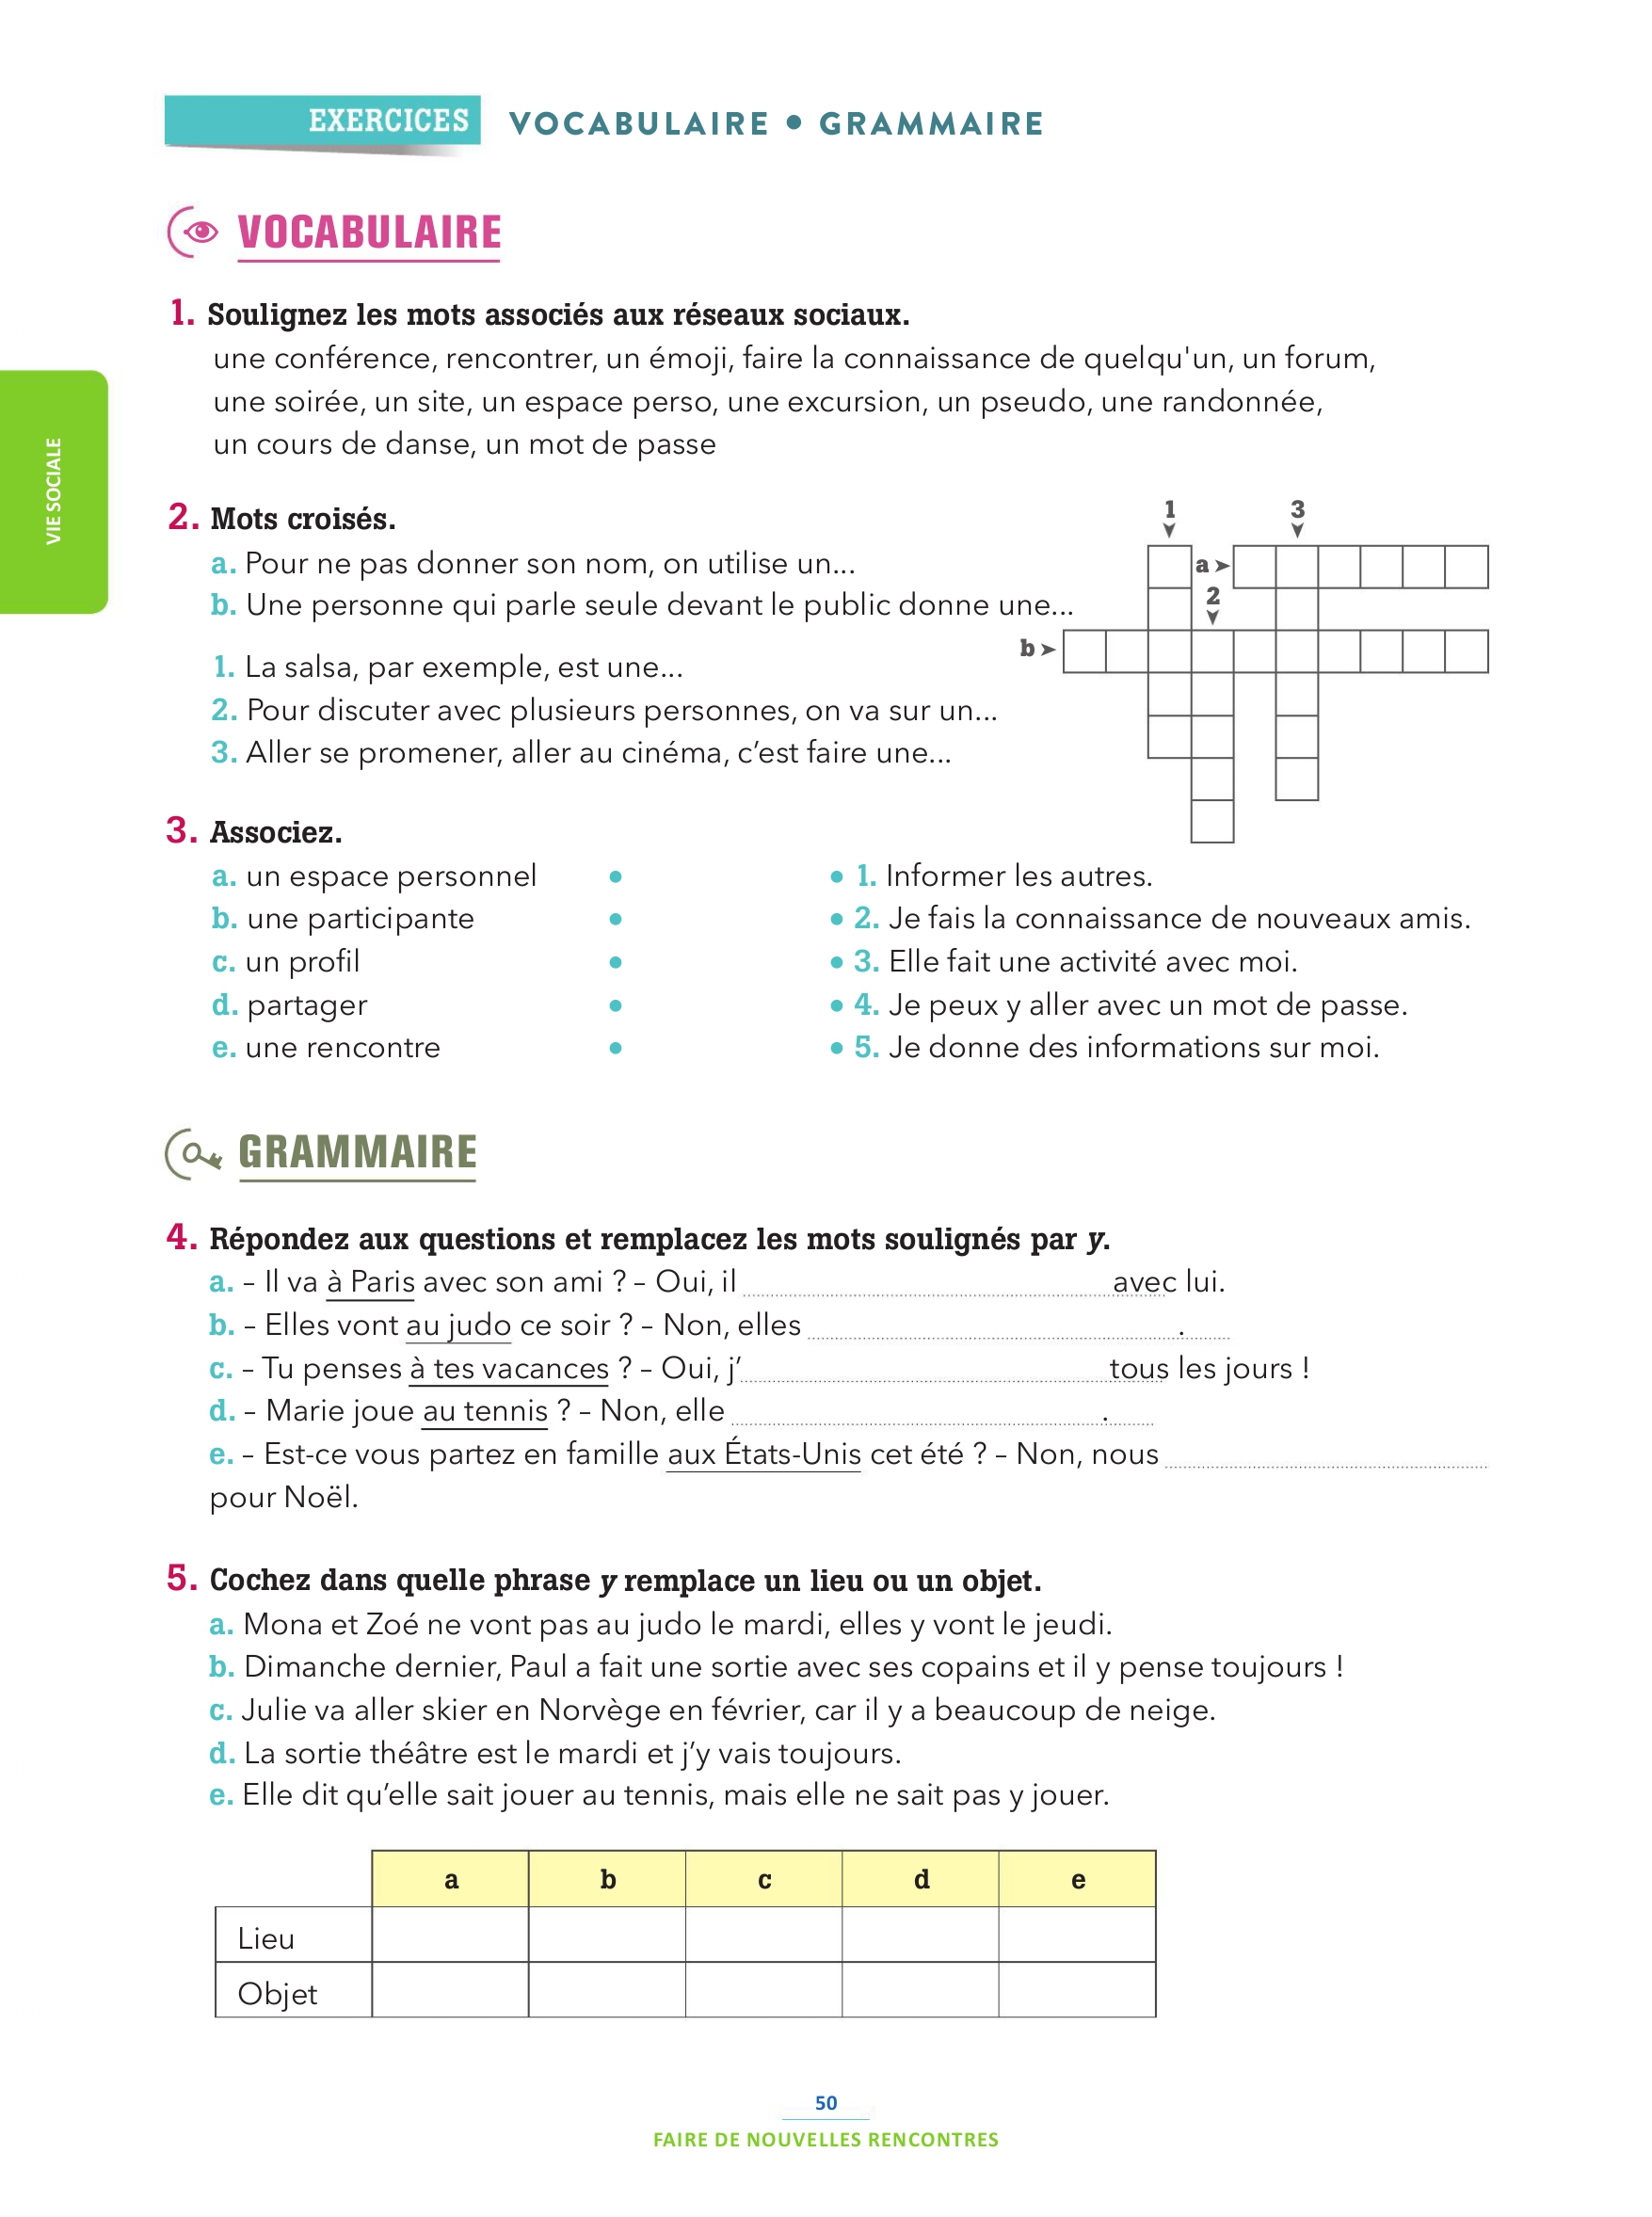 EXERCICES VOCABULAIRE • GRAMMAIRE
VOCABULAIRE
1. Soulignez les mots associés aux réseaux sociaux.
une conférence, rencontrer, un émoji, faire la connaissance de quelqu'un, un forum,
une soirée, un site, un espace perso, une excursion, un pseudo, une randonnée,
un cours de danse, un mot de passe
VIE SOCIALE
2. Mots croisés.
a. Pour ne pas donner son nom, on utilise un...
b. Une personne qui parle seule devant le public donne une...
1. La salsa, par exemple, est une...
2. Pour discuter avec plusieurs personnes, on va sur un...
3. Aller se promener, aller au cinéma, c’est faire une...
1 3
a
2
b
3. Associez.
a. un espace personnel • • 1. Informer les autres.
b. une participante • • 2. Je fais la connaissance de nouveaux amis.
c. un profil • • 3. Elle fait une activité avec moi.
d. partager • • 4. Je peux y aller avec un mot de passe.
e. une rencontre • • 5. Je donne des informations sur moi.
GRAMMAIRE
4. Répondez aux questions et remplacez les mots soulignés par y.
a. – Il va à Paris avec son ami ? – Oui, il avec lui.
b. – Elles vont au judo ce soir ? – Non, elles .
c. – Tu penses à tes vacances ? – Oui, j’ tous les jours !
d. – Marie joue au tennis ? – Non, elle .
e. – Est-ce vous partez en famille aux États-Unis cet été ? – Non, nous
pour Noël.
5. Cochez dans quelle phrase y remplace un lieu ou un objet.
a. Mona et Zoé ne vont pas au judo le mardi, elles y vont le jeudi.
b. Dimanche dernier, Paul a fait une sortie avec ses copains et il y pense toujours !
c. Julie va aller skier en Norvège en février, car il y a beaucoup de neige.
d. La sortie théâtre est le mardi et j’y vais toujours.
e. Elle dit qu’elle sait jouer au tennis, mais elle ne sait pas y jouer.
a b c d e
Lieu
Objet
50
FAIRE DE NOUVELLES RENCONTRES